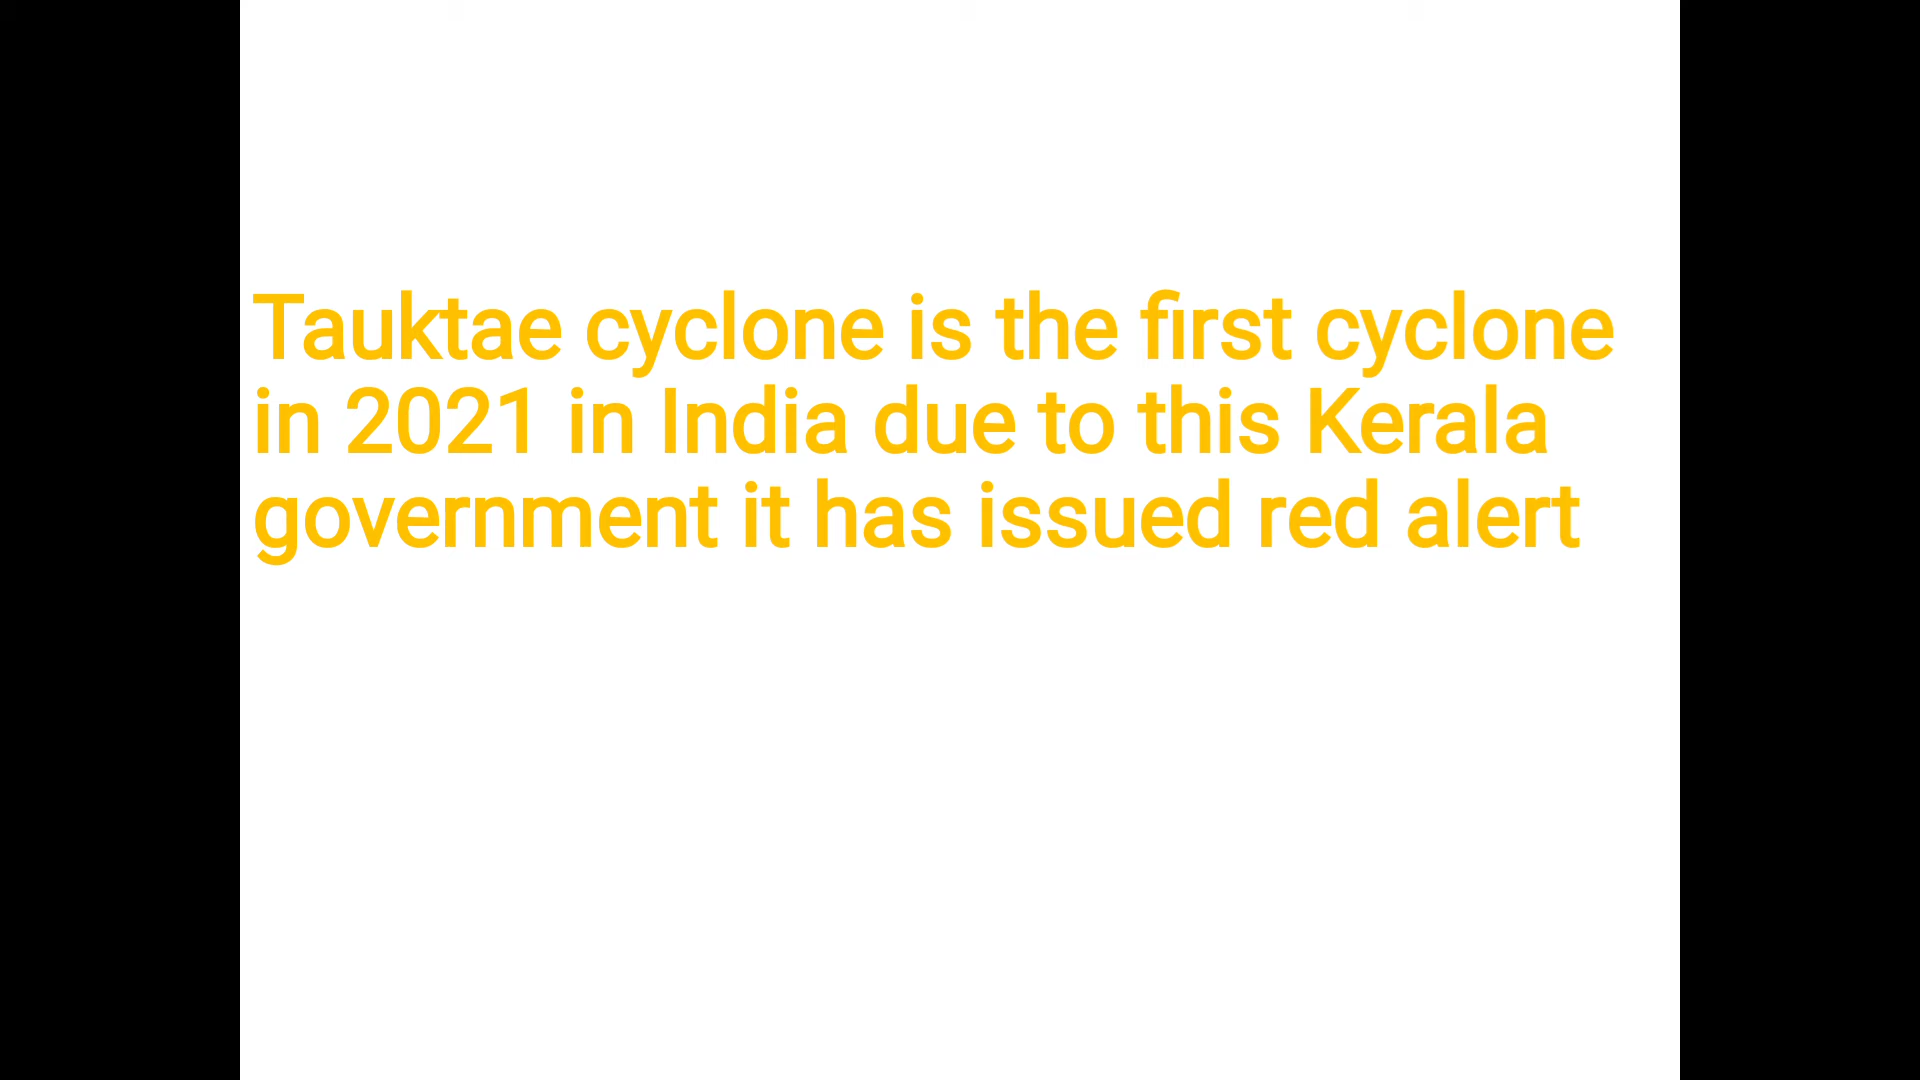 Tauktae cyclone is the first cyclone
in 2021 in India due to this Kerala
government it has issued red alert